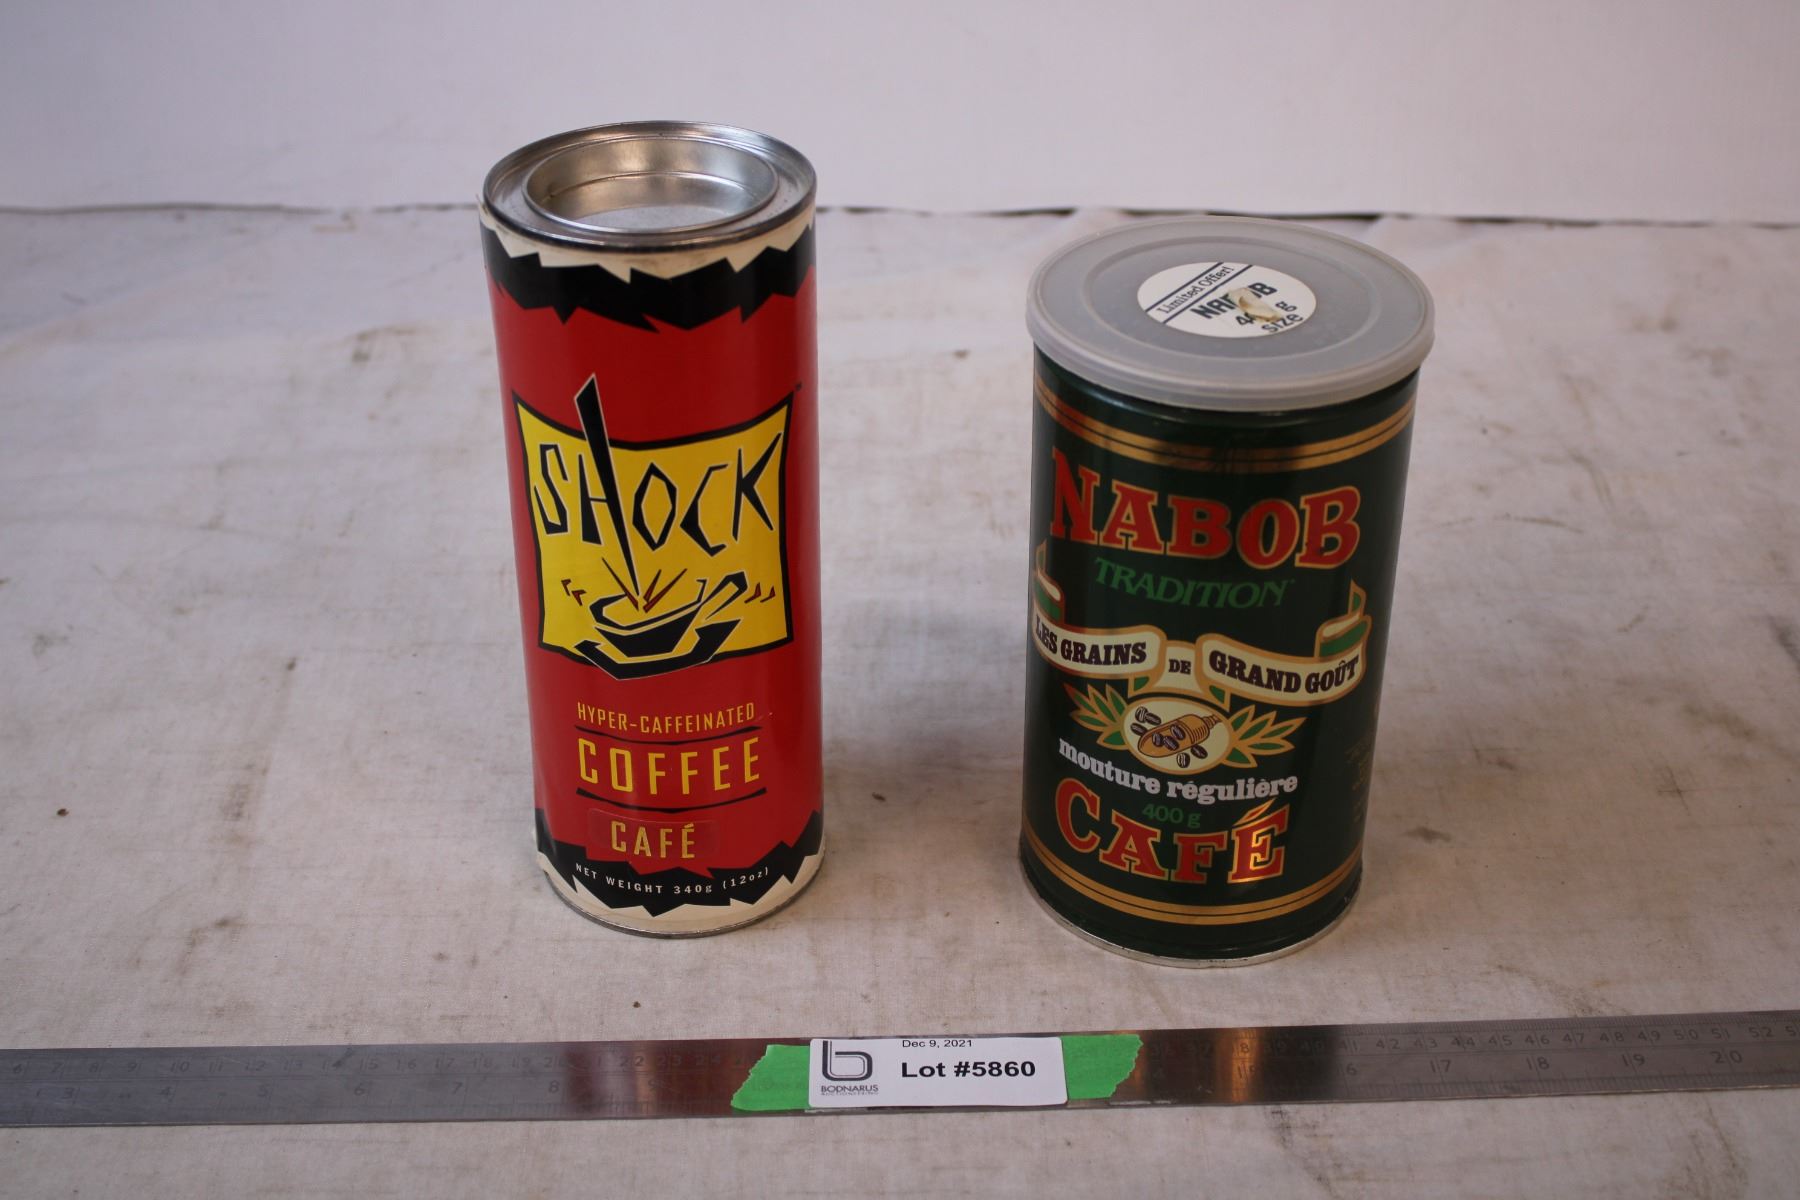 SHOCK
HYPER-CAFFEINATED
COFFEE
CAFÉ
NET WEIGHT 340g (12oz)
Limited Offer!
g
size
NABOB
TRADITION
LES GRAINS DE GRAND GOÛT
mouture régulière
400 g
CAFÉ
Dec 9, 2021
Lot #5860
BODNARUS
AUCTIONEERING